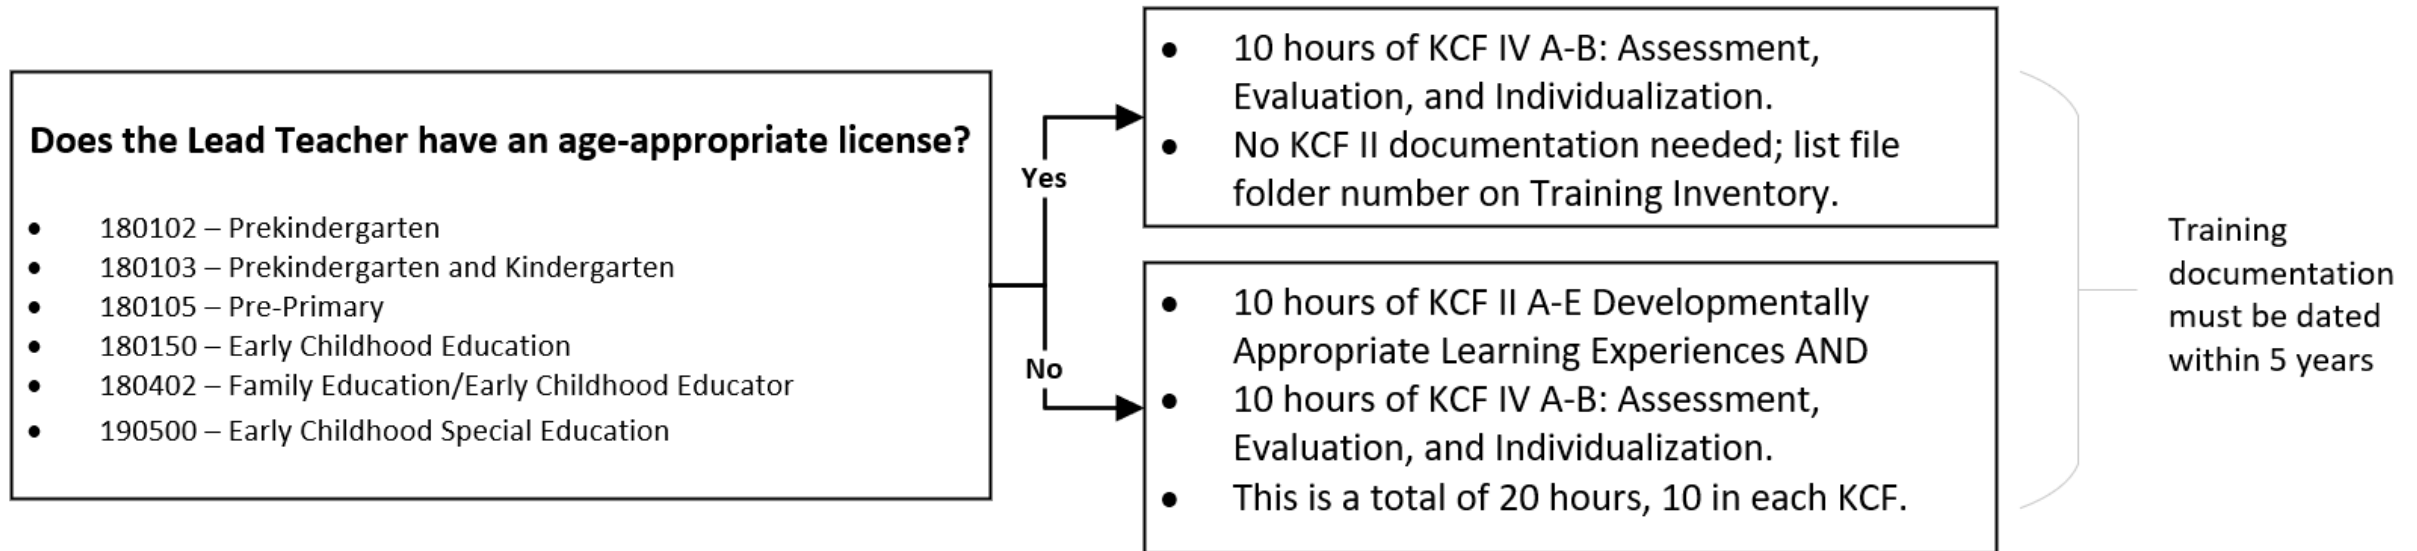 Does the Lead Teacher have an age-appropriate license?
• 180102 – Prekindergarten
• 180103 – Prekindergarten and Kindergarten
• 180105 – Pre-Primary
• 180150 – Early Childhood Education
• 180402 – Family Education/Early Childhood Educator
• 190500 – Early Childhood Special Education
Yes
• 10 hours of KCF IV A-B: Assessment,
Evaluation, and Individualization.
• No KCF II documentation needed; list file
folder number on Training Inventory.
No
• 10 hours of KCF II A-E Developmentally
Appropriate Learning Experiences AND
• 10 hours of KCF IV A-B: Assessment,
Evaluation, and Individualization.
• This is a total of 20 hours, 10 in each KCF.
Training
documentation
must be dated
within 5 years